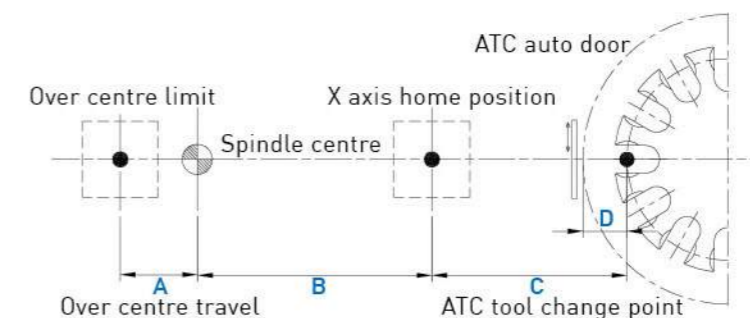 ATC auto door
Over centre limit
X axis home position
Spindle centre
D
A
B
C
Over centre travel
ATC tool change point